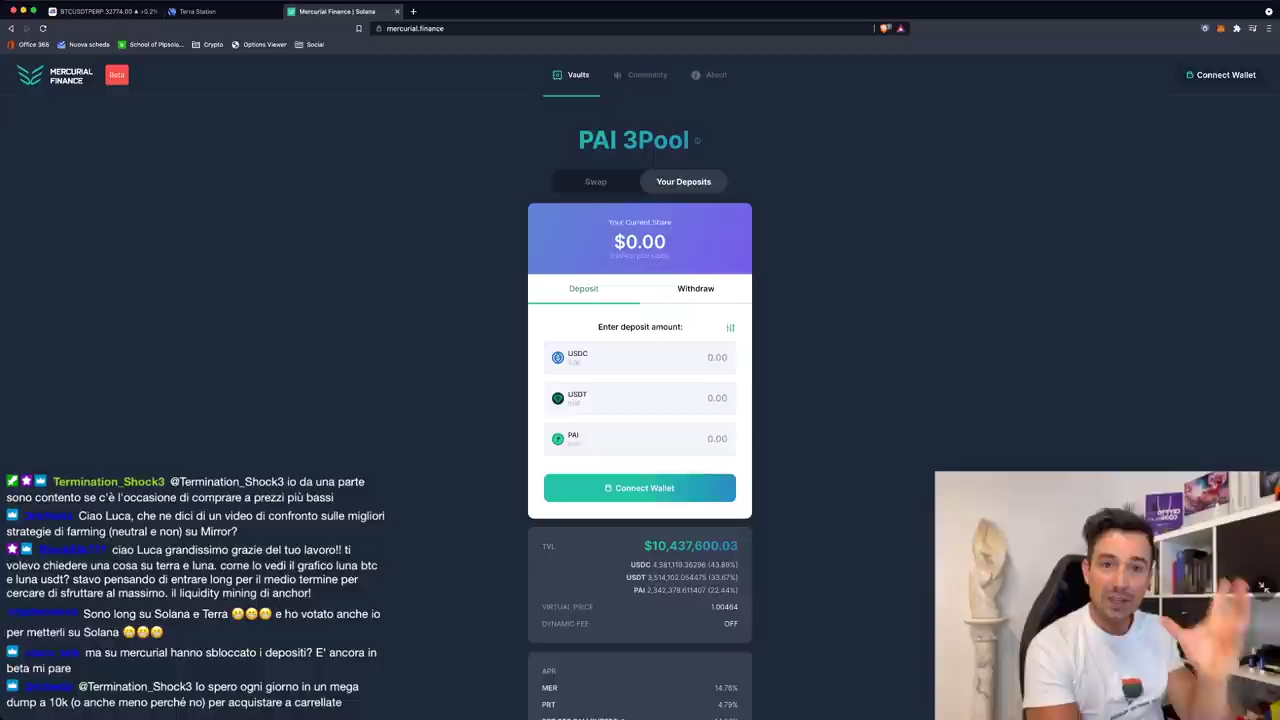 BTCUSDTPERP 32774.00 ▲ +0.2%
Terra Station
Mercurial Finance | Solana
mercurial.finance
Office 365
Nuova scheda
School of Pipsolo...
Crypto
Options Viewer
Social
MERCURIAL
FINANCE
Beta
Vaults
Community
About
Connect Wallet
PAI 3Pool
Swap
Your Deposits
Your Current Share
$0.00
Deposit
Withdraw
Enter deposit amount:
USDC
0.00
USDT
0.00
PAI
0.00
Connect Wallet
TVL
$10,437,600.03
USDC 4,581,119.36296 (43.89%)
USDT 3,514,102.054475 (33.67%)
PAI 2,342,378.611407 (22.44%)
VIRTUAL PRICE
1.00464
DYNAMIC FEE
OFF
APR
MER
14.76%
PRT
4.79%
Termination_Shock3 @Termination_Shock3 io da una parte
sono contento se c'è l'occasione di comprare a prezzi più bassi
Ciao Luca, che ne dici di un video di confronto sulle migliori
strategie di farming (neutral e non) su Mirror?
ciao Luca grandissimo grazie del tuo lavoro!! ti
volevo chiedere una cosa su terra e luna. come lo vedi il grafico luna btc
e luna usdt? stavo pensando di entrare long per il medio termine per
cercare di sfruttare al massimo. il liquidity mining di anchor!
Sono long su Solana e Terra 😁😁😁 e ho votato anche io
per metterli su Solana 😁😁😁
ma su mercurial hanno sbloccato i depositi? E' ancora in
beta mi pare
@Termination_Shock3 lo spero ogni giorno in un mega
dump a 10k (o anche meno perché no) per acquistare a carrellate